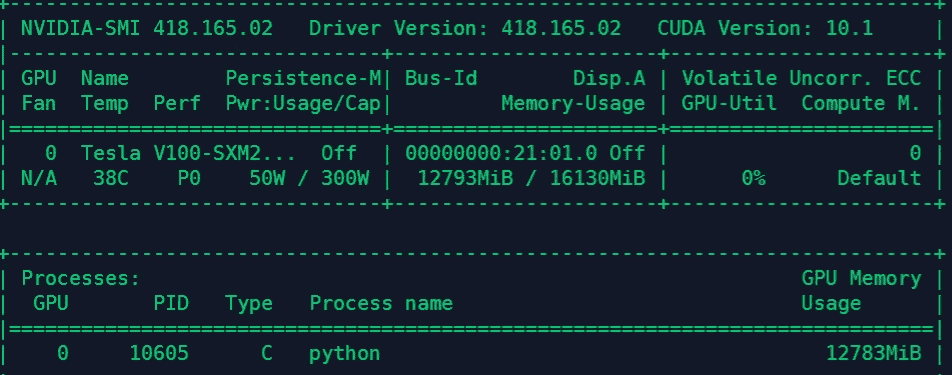 +-----------------------------------------------------------------------------+
| NVIDIA-SMI 418.165.02   Driver Version: 418.165.02   CUDA Version: 10.1     |
|-------------------------------+----------------------+----------------------+
| GPU  Name        Persistence-M| Bus-Id        Disp.A | Volatile Uncorr. ECC |
| Fan  Temp  Perf  Pwr:Usage/Cap|         Memory-Usage | GPU-Util  Compute M. |
|===============================+======================+======================|
|   0  Tesla V100-SXM2...  Off  | 00000000:21:01.0 Off |                    0 |
| N/A   38C    P0    50W / 300W |  12793MiB / 16130MiB |      0%      Default |
+-------------------------------+----------------------+----------------------+
+-----------------------------------------------------------------------------+
| Processes:                                                       GPU Memory |
|  GPU       PID   Type   Process name                             Usage      |
|=============================================================================|
|    0     10605      C   python                                     12783MiB |